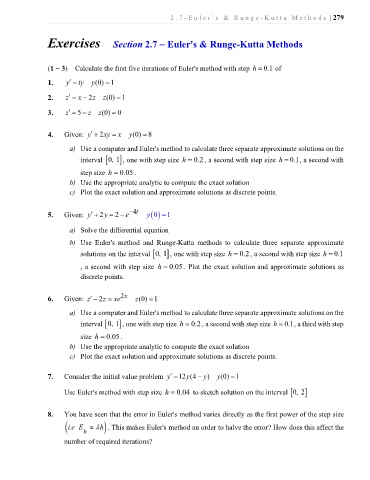 2.7-Euler's & Runge-Kutta Methods | 279
Exercises Section 2.7 – Euler's & Runge-Kutta Methods
(1 − 3) Calculate the first five iterations of Euler's method with step h = 0.1 of
1. y′ = ty y(0) = 1
2. z′ = x − 2z z(0) = 1
3. z′ = 5 − z z(0) = 0
4. Given: y′ + 2xy = x y(0) = 8
a) Use a computer and Euler's method to calculate three separate approximate solutions on the
interval [0, 1], one with step size h = 0.2, a second with step size h = 0.1, a second with
step size h = 0.05.
b) Use the appropriate analytic to compute the exact solution
c) Plot the exact solution and approximate solutions as discrete points.
5. Given: y′ + 2y = 2 − e^−4t y(0) = 1
a) Solve the differential equation
b) Use Euler's method and Runge-Kutta methods to calculate three separate approximate
solutions on the interval [0, 1], one with step size h = 0.2, a second with step size h = 0.1
, a second with step size h = 0.05. Plot the exact solution and approximate solutions as
discrete points.
6. Given: z′ − 2z = xe^2x z(0) = 1
a) Use a computer and Euler's method to calculate three separate approximate solutions on the
interval [0, 1], one with step size h = 0.2, a second with step size h = 0.1, a third with step
size h = 0.05.
b) Use the appropriate analytic to compute the exact solution
c) Plot the exact solution and approximate solutions as discrete points.
7. Consider the initial value problem y′ = 12y(4 − y) y(0) = 1
Use Euler's method with step size h = 0.04 to sketch solution on the interval [0, 2]
8. You have seen that the error in Euler's method varies directly as the first power of the step size
(i.e E_h ≈ λh). This makes Euler's method an order to halve the error? How does this affect the
number of required iterations?